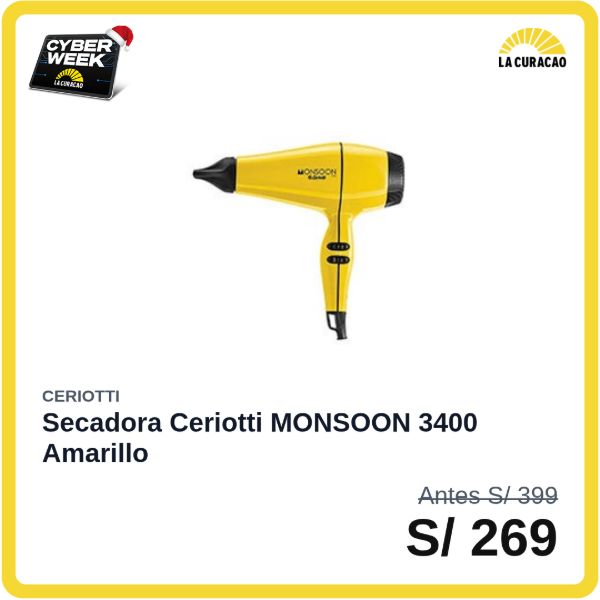 CYBER
WEEK
LA CURACAO
LA CURACAO
MONSOON
CERIOTTI
Secadora Ceriotti MONSOON 3400
Amarillo
Antes S/ 399
S/ 269